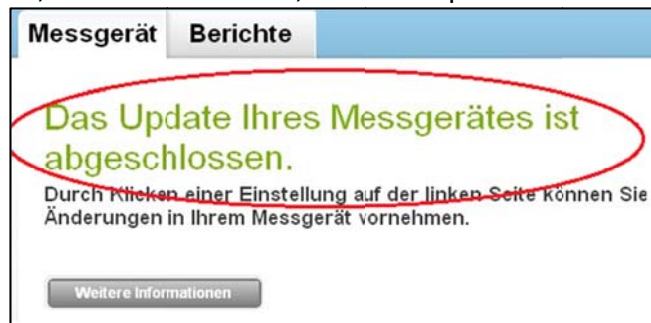 Messgerät Berichte
Das Update Ihres Messgerätes ist
abgeschlossen.
Durch Klicken einer Einstellung auf der linken Seite können Sie
Änderungen in Ihrem Messgerät vornehmen.
Weitere Informationen